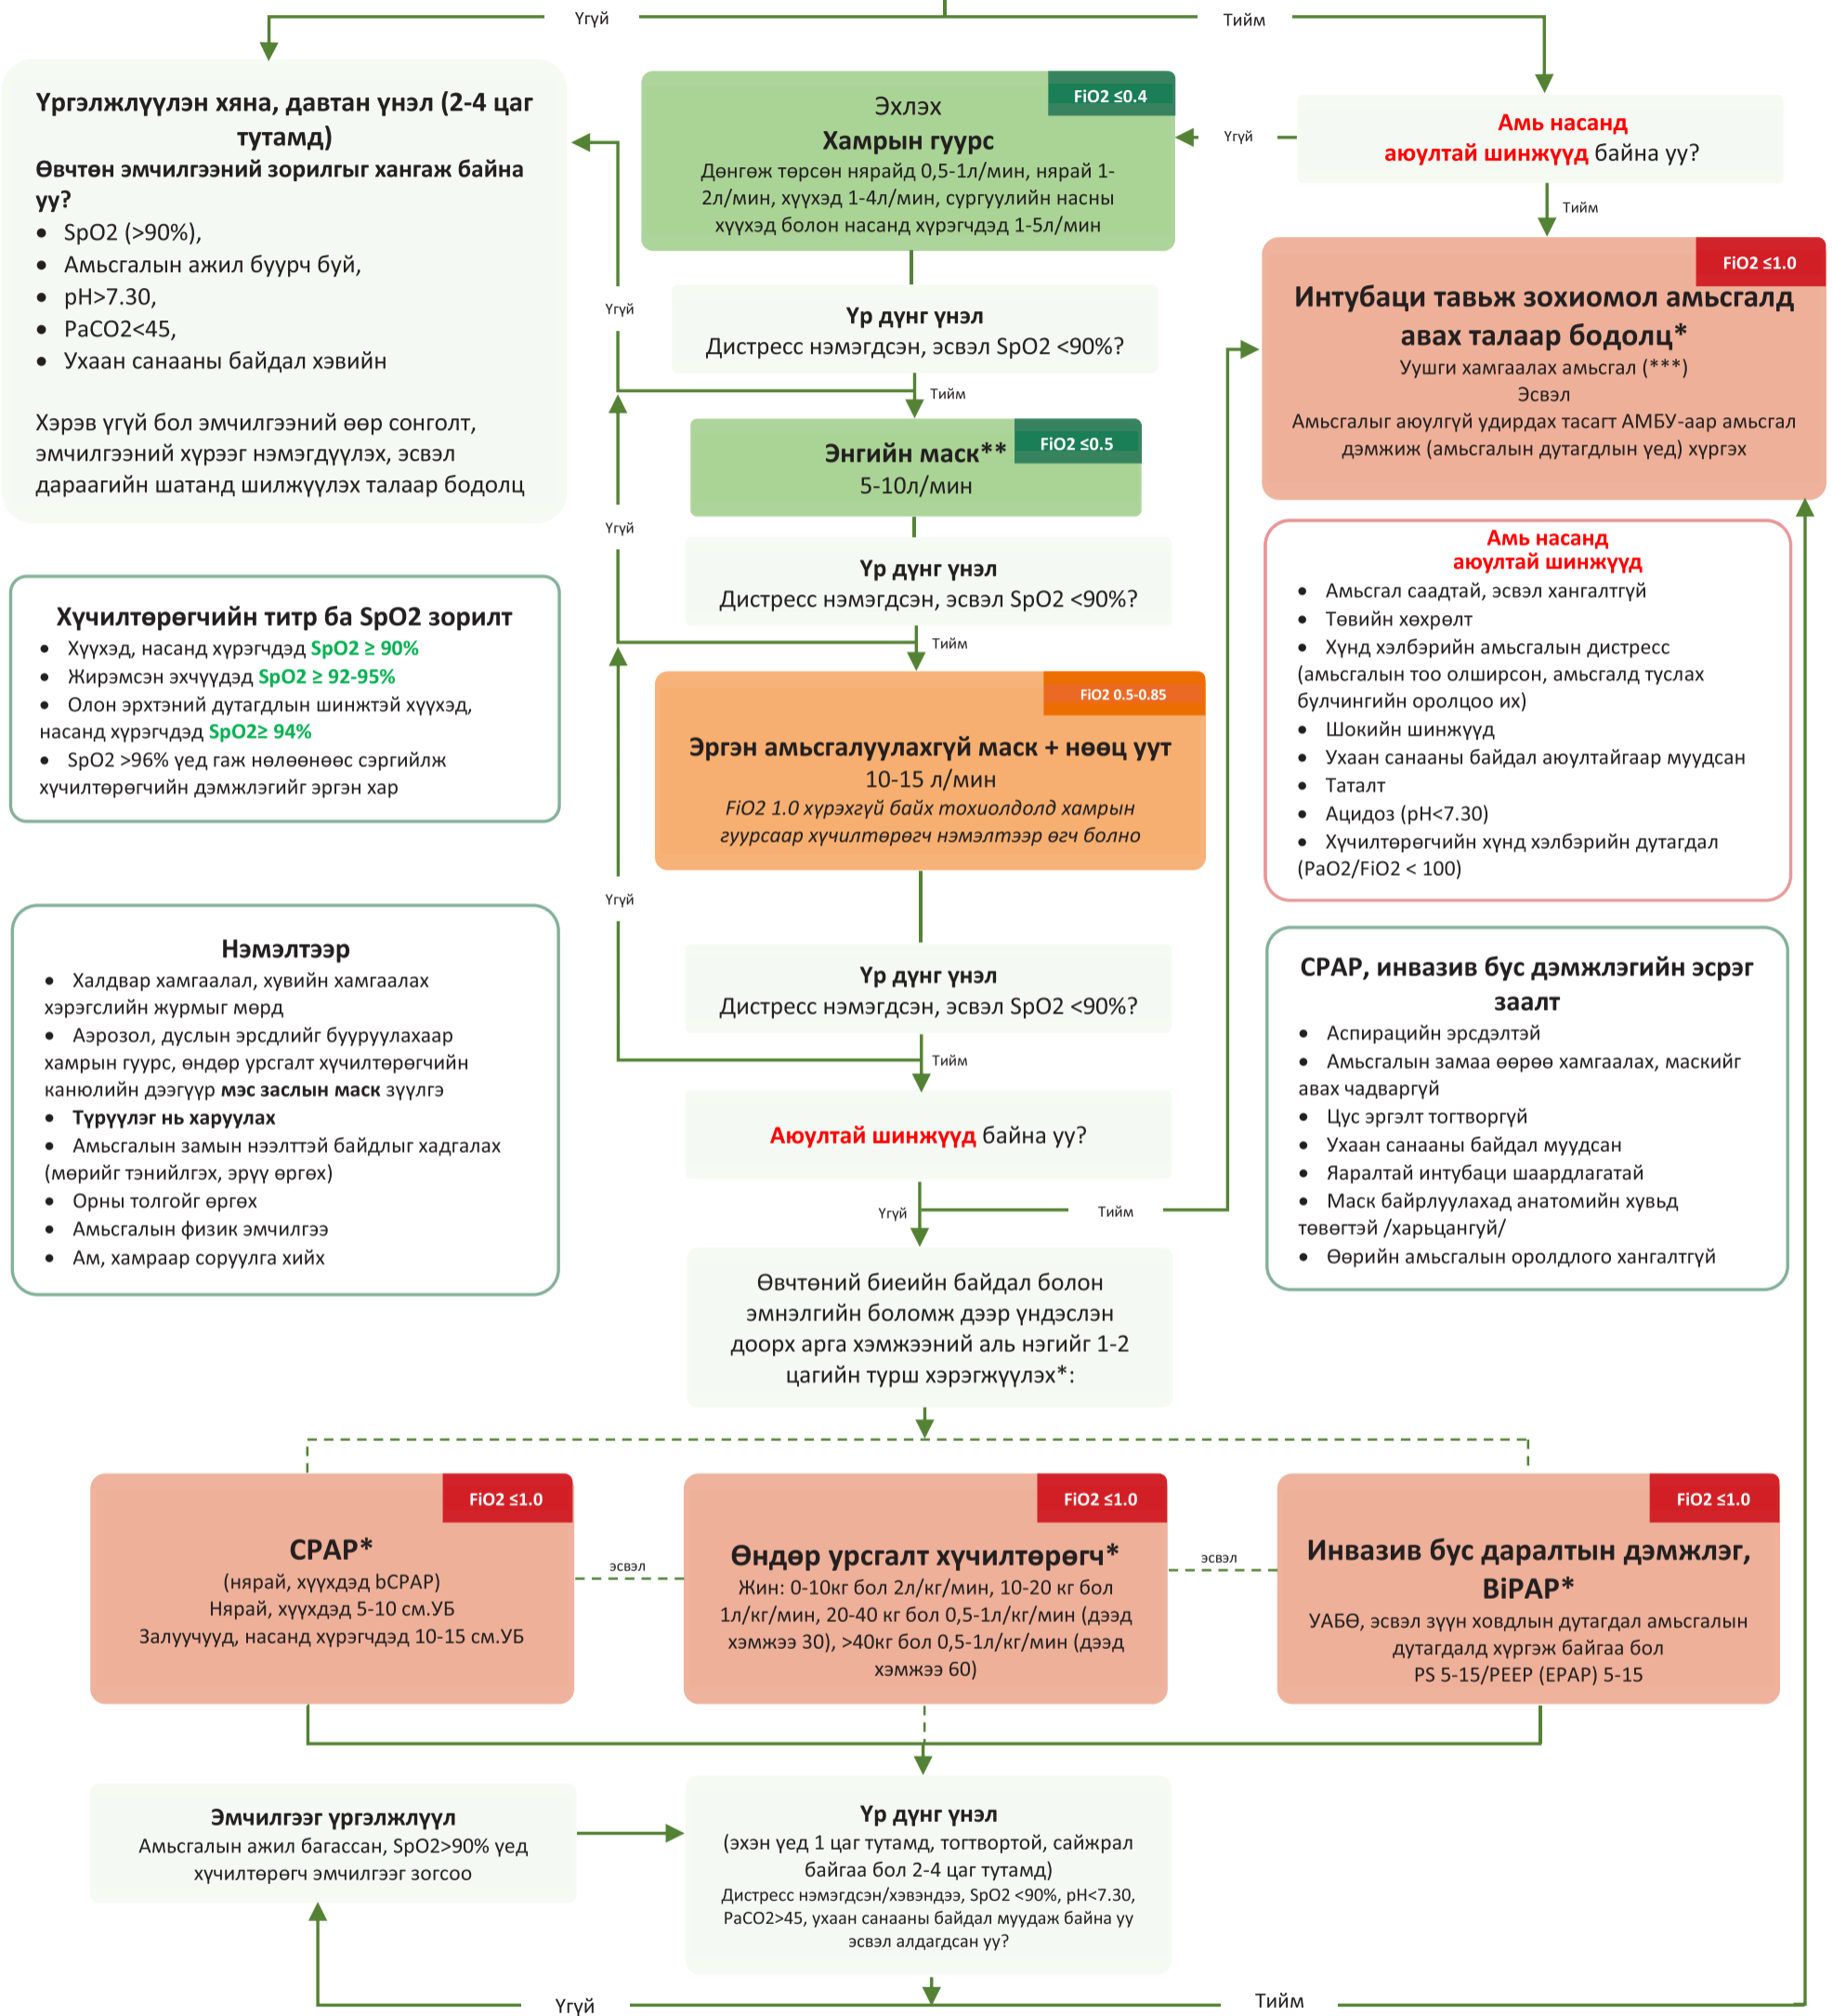 Үгүй
Тийм
Үргэлжлүүлэн хяна, давтан үнэл (2-4 цаг
тутамд)
Өвчтөн эмчилгээний зорилгыг хангаж байна
уу?
• SpO2 (>90%),
• Амьсгалын ажил буурч буй,
• pH>7.30,
• PaCO2<45,
• Ухаан санааны байдал хэвийн
Хэрэв үгүй бол эмчилгээний өөр сонголт,
эмчилгээний хүрээг нэмэгдүүлэх, эсвэл
дараагийн шатанд шилжүүлэх талаар бодолц
FiO2 ≤0.4
Эхлэх
Хамрын гуурс
Дөнгөж төрсөн нярайд 0,5-1л/мин, нярай 1-
2л/мин, хүүхэд 1-4л/мин, сургуулийн насны
хүүхэд болон насанд хүрэгчдэд 1-5л/мин
Үгүй
Амь насанд
аюултай шинжүүд байна уу?
Тийм
Үгүй
Үр дүнг үнэл
Дистресс нэмэгдсэн, эсвэл SpO2 <90%?
Тийм
FiO2 ≤1.0
Интубаци тавьж зохиомол амьсгалд
авах талаар бодолц*
Уушги хамгаалах амьсгал (***)
Эсвэл
Амьсгалыг аюулгүй удирдах тасагт АМБУ-аар амьсгал
дэмжиж (амьсгалын дутагдлын үед) хүргэх
FiO2 ≤0.5
Энгийн маск**
5-10л/мин
Үгүй
Үр дүнг үнэл
Дистресс нэмэгдсэн, эсвэл SpO2 <90%?
Тийм
Амь насанд
аюултай шинжүүд
• Амьсгал саадтай, эсвэл хангалтгүй
• Төвийн хөхрөлт
• Хүнд хэлбэрийн амьсгалын дистресс
(амьсгалын тоо олширсон, амьсгалд туслах
булчингийн оролцоо их)
• Шокийн шинжүүд
• Ухаан санааны байдал аюултайгаар муудсан
• Таталт
• Ацидоз (pH<7.30)
• Хүчилтөрөгчийн хүнд хэлбэрийн дутагдал
(PaO2/FiO2 < 100)
Хүчилтөрөгчийн титр ба SpO2 зорилт
• Хүүхэд, насанд хүрэгчдэд SpO2 ≥ 90%
• Жирэмсэн эхчүүдэд SpO2 ≥ 92-95%
• Олон эрхтэний дутагдлын шинжтэй хүүхэд,
насанд хүрэгчдэд SpO2≥ 94%
• SpO2 >96% үед гаж нөлөөнөөс сэргийлж
хүчилтөрөгчийн дэмжлэгийг эргэн хар
FiO2 0.5-0.85
Эргэн амьсгалуулахгүй маск + нөөц уут
10-15 л/мин
FiO2 1.0 хүрэхгүй байх тохиолдолд хамрын
гуурсаар хүчилтөрөгч нэмэлтээр өгч болно
Үгүй
Нэмэлтээр
• Халдвар хамгаалал, хувийн хамгаалах
хэрэгслийн журмыг мөрд
• Аэрозол, дуслын эрсдлийг бууруулахаар
хамрын гуурс, өндөр урсгалт хүчилтөрөгчийн
канюлийн дээгүүр мэс заслын маск зүүлгэ
• Түрүүлэг нь харуулах
• Амьсгалын замын нээлттэй байдлыг хадгалах
(мөрийг тэнийлгэх, эрүү өргөх)
• Орны толгойг өргөх
• Амьсгалын физик эмчилгээ
• Ам, хамраар соруулга хийх
Үр дүнг үнэл
Дистресс нэмэгдсэн, эсвэл SpO2 <90%?
Тийм
Аюултай шинжүүд байна уу?
Үгүй
Тийм
CPAP, инвазив бус дэмжлэгийн эсрэг
заалт
• Аспирацийн эрсдэлтэй
• Амьсгалын замаа өөрөө хамгаалах, маскийг
авах чадваргүй
• Цус эргэлт тогтворгүй
• Ухаан санааны байдал муудсан
• Яаралтай интубаци шаардлагатай
• Маск байрлуулахад анатомийн хувьд
төвөгтэй /харьцангуй/
• Өөрийн амьсгалын оролдлого хангалтгүй
Өвчтөний биеийн байдал болон
эмнэлгийн боломж дээр үндэслэн
доорх арга хэмжээний аль нэгийг 1-2
цагийн турш хэрэгжүүлэх*:
FiO2 ≤1.0
CPAP*
(нярай, хүүхдэд bCPAP)
Нярай, хүүхдэд 5-10 см.УБ
Залуучууд, насанд хүрэгчдэд 10-15 см.УБ
эсвэл
FiO2 ≤1.0
Өндөр урсгалт хүчилтөрөгч*
Жин: 0-10кг бол 2л/кг/мин, 10-20 кг бол
1л/кг/мин, 20-40 кг бол 0,5-1л/кг/мин (дээд
хэмжээ 30), >40кг бол 0,5-1л/кг/мин (дээд
хэмжээ 60)
эсвэл
FiO2 ≤1.0
Инвазив бус даралтын дэмжлэг,
BiPAP*
УАБӨ, эсвэл зүүн ховдлын дутагдал амьсгалын
дутагдалд хүргэж байгаа бол
PS 5-15/PEEP (EPAP) 5-15
Эмчилгээг үргэлжлүүл
Амьсгалын ажил багассан, SpO2>90% үед
хүчилтөрөгч эмчилгээг зогсоо
Үр дүнг үнэл
(эхэн үед 1 цаг тутамд, тогтвортой, сайжрал
байгаа бол 2-4 цаг тутамд)
Дистресс нэмэгдсэн/хэвэндээ, SpO2 <90%, pH<7.30,
PaCO2>45, ухаан санааны байдал муудаж байна уу
эсвэл алдагдсан уу?
Үгүй
Тийм